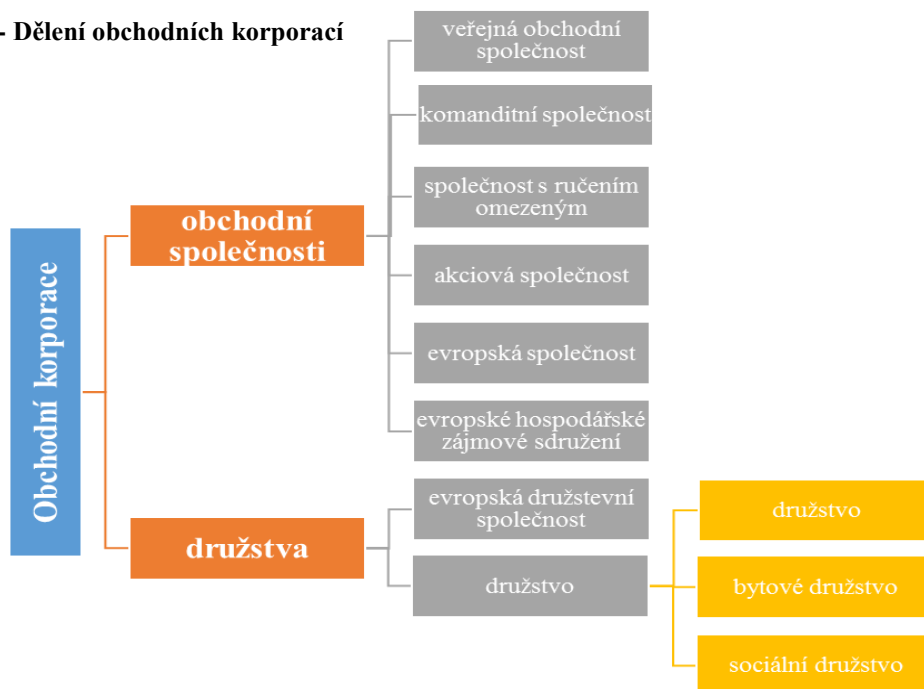 - Dělení obchodních korporací
veřejná obchodní
společnost
komanditní společnost
společnost s ručením
omezeným
obchodní
společnosti
akciová společnost
evropská společnost
evropské hospodářské
zájmové sdružení
Obchodní korporace
evropská družstevní
společnost
družstva
družstvo
družstvo
bytové družstvo
sociální družstvo